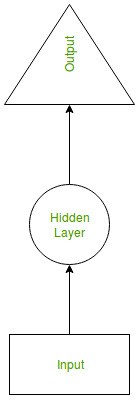 Output
Hidden
Layer
Input